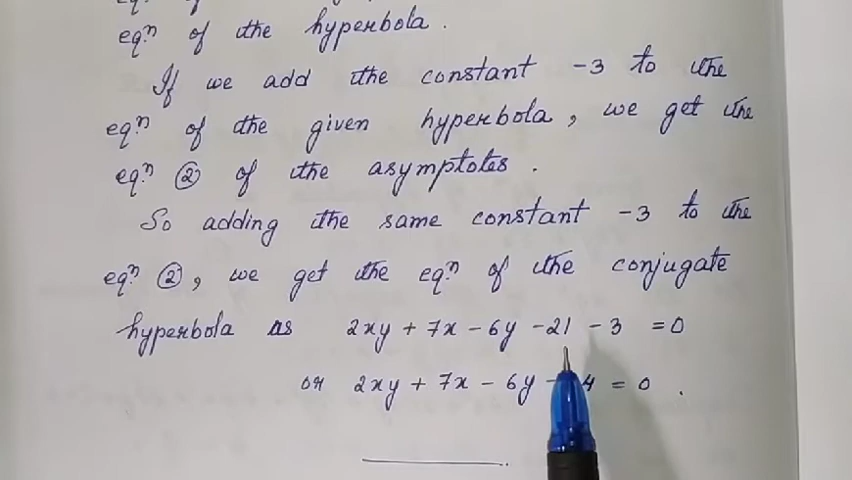 eqⁿ of the hyperbola.
If we add the constant -3 to the
eqⁿ of the given hyperbola, we get the
eqⁿ ② of the asymptotes.
So adding the same constant -3 to the
eqⁿ ②, we get the eqⁿ of the conjugate
hyperbola as 2xy + 7x - 6y - 21 - 3 = 0
or 2xy + 7x - 6y - 4 = 0.